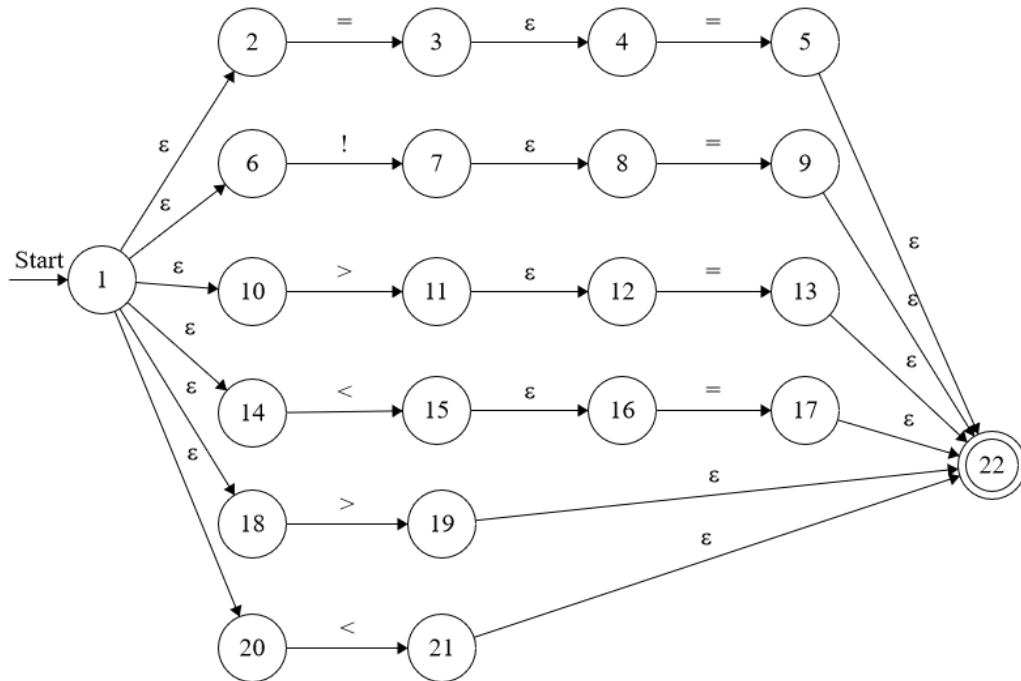 2 = 3 ε 4 = 5
ε
6 ! 7 ε 8 = 9
ε
ε
Start 1 ε 10 > 11 ε 12 = 13
ε
ε
ε
14 < 15 ε 16 = 17
ε
ε
22
ε
18 > 19
ε
ε
20 < 21